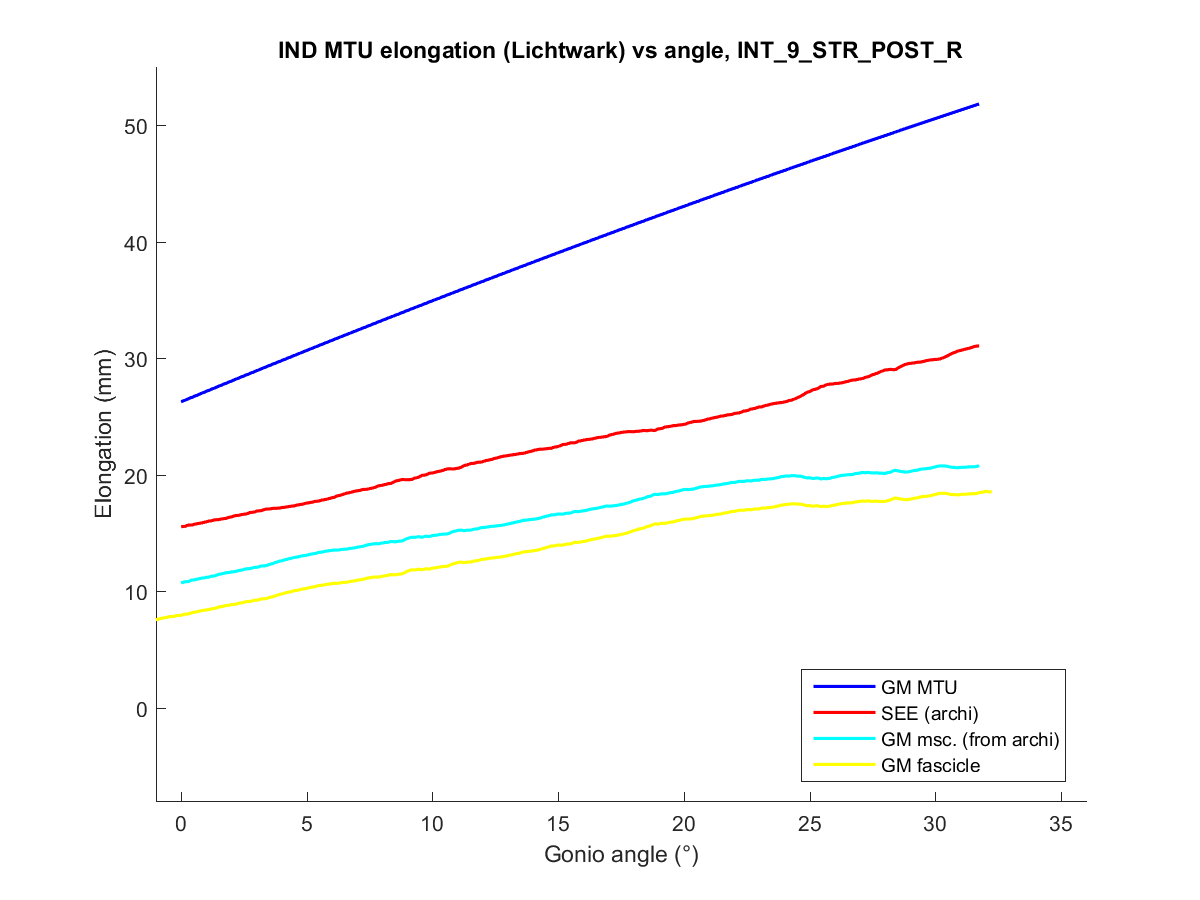 IND MTU elongation (Lichtwark) vs angle, INT_9_STR_POST_R
50
40
30
20
10
0
Elongation (mm)
GM MTU
SEE (archi)
GM msc. (from archi)
GM fascicle
0 5 10 15 20 25 30 35
Gonio angle (°)